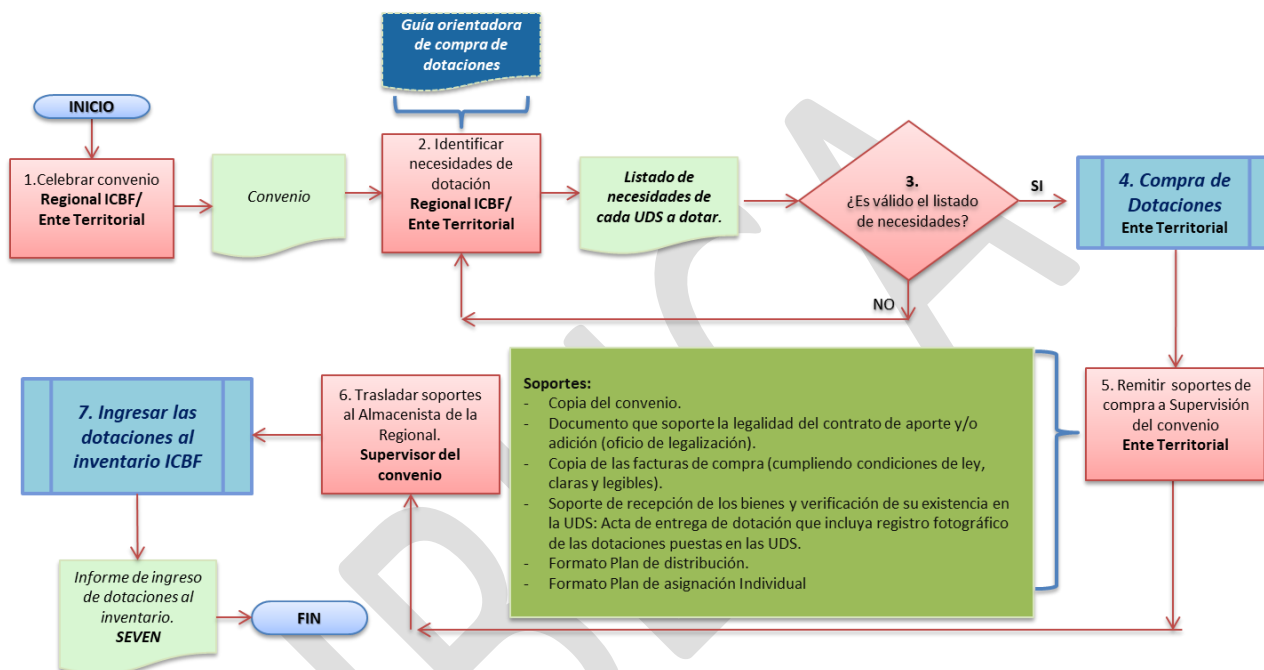 Guía orientadora
de compra de
dotaciones
INICIO
1.Celebrar convenio
Regional ICBF/
Ente Territorial
Convenio
2. Identificar
necesidades de
dotación
Regional ICBF/
Ente Territorial
Listado de
necesidades de
cada UDS a dotar.
3.
¿Es válido el listado
de necesidades?
SI
NO
4. Compra de
Dotaciones
Ente Territorial
5. Remitir soportes de
compra a Supervisión
del convenio
Ente Territorial
Soportes:
- Copia del convenio.
- Documento que soporte la legalidad del contrato de aporte y/o
adición (oficio de legalización).
- Copia de las facturas de compra (cumpliendo condiciones de ley,
claras y legibles).
- Soporte de recepción de los bienes y verificación de su existencia en
la UDS: Acta de entrega de dotación que incluya registro fotográfico
de las dotaciones puestas en las UDS.
- Formato Plan de distribución.
- Formato Plan de asignación Individual
6. Trasladar soportes
al Almacenista de la
Regional.
Supervisor del
convenio
7. Ingresar las
dotaciones al
inventario ICBF
Informe de ingreso
de dotaciones al
inventario.
SEVEN
FIN